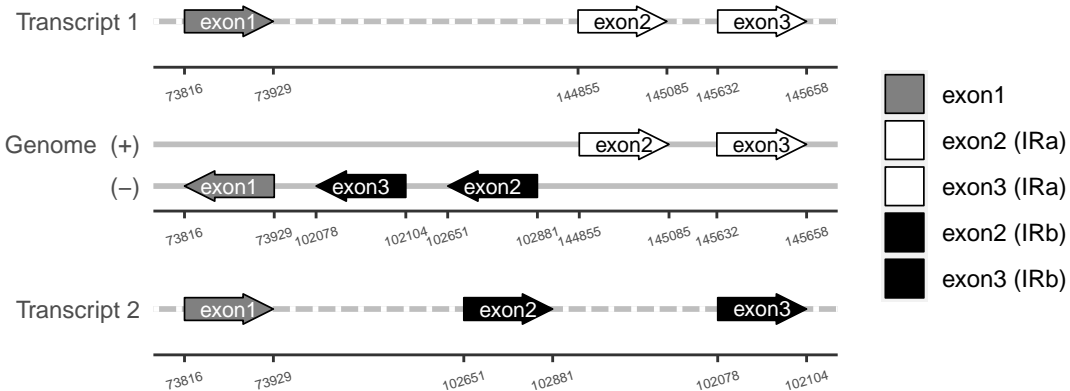 Transcript 1 exon1 exon2 exon3
73816 73929 144855 145085 145632 145658
Genome (+) exon2 exon3
(−) exon1 exon3 exon2
73816 73929 102078 102104 102651 102881 144855 145085 145632 145658
Transcript 2 exon1 exon2 exon3
73816 73929 102651 102881 102078 102104
exon1
exon2 (IRa)
exon3 (IRa)
exon2 (IRb)
exon3 (IRb)